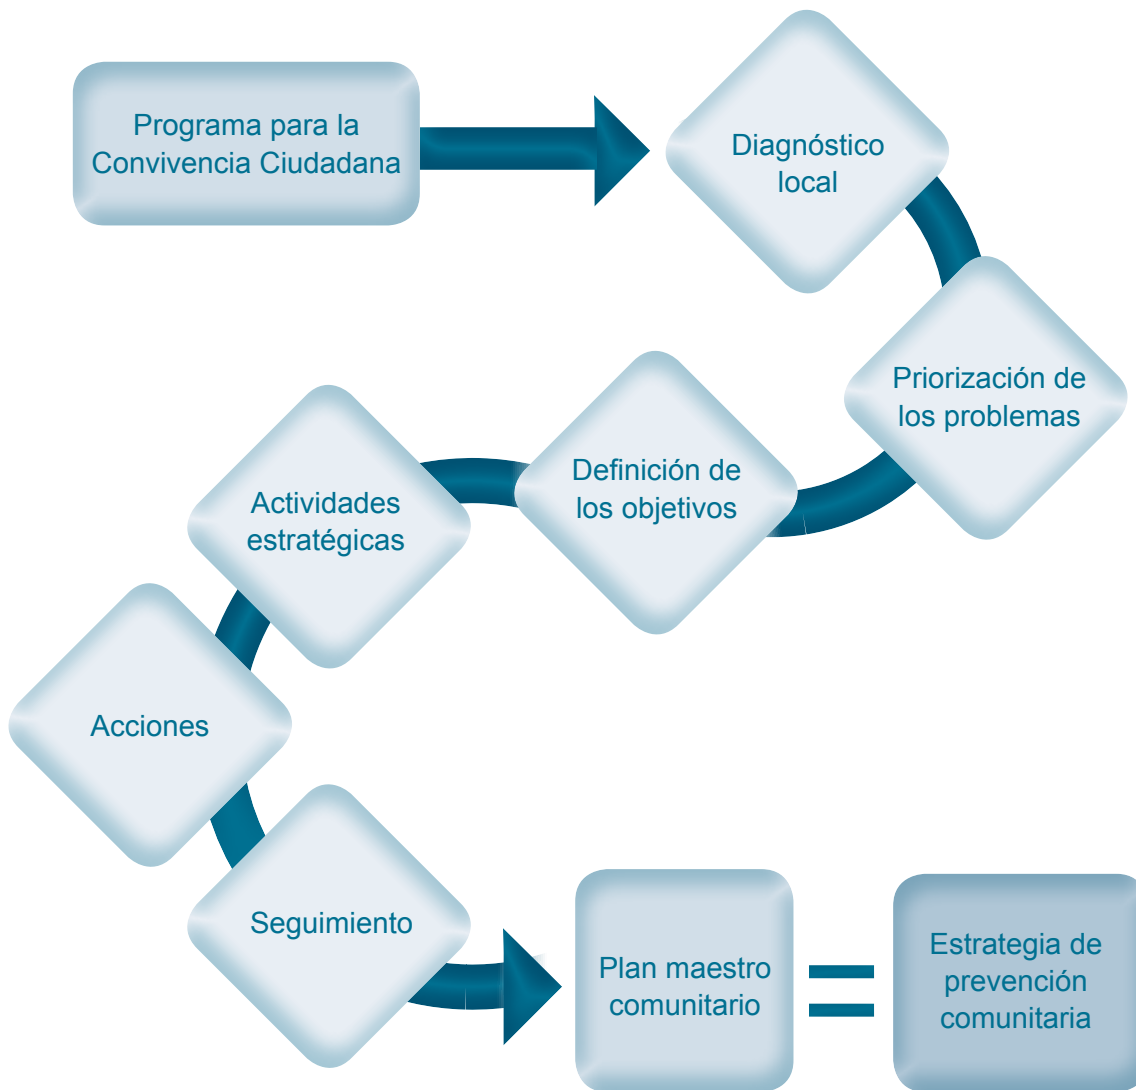 Programa para la
Convivencia Ciudadana
Diagnóstico
local
Priorización de
los problemas
Definición de
los objetivos
Actividades
estratégicas
Acciones
Seguimiento
Plan maestro
comunitario
=
Estrategia de
prevención
comunitaria